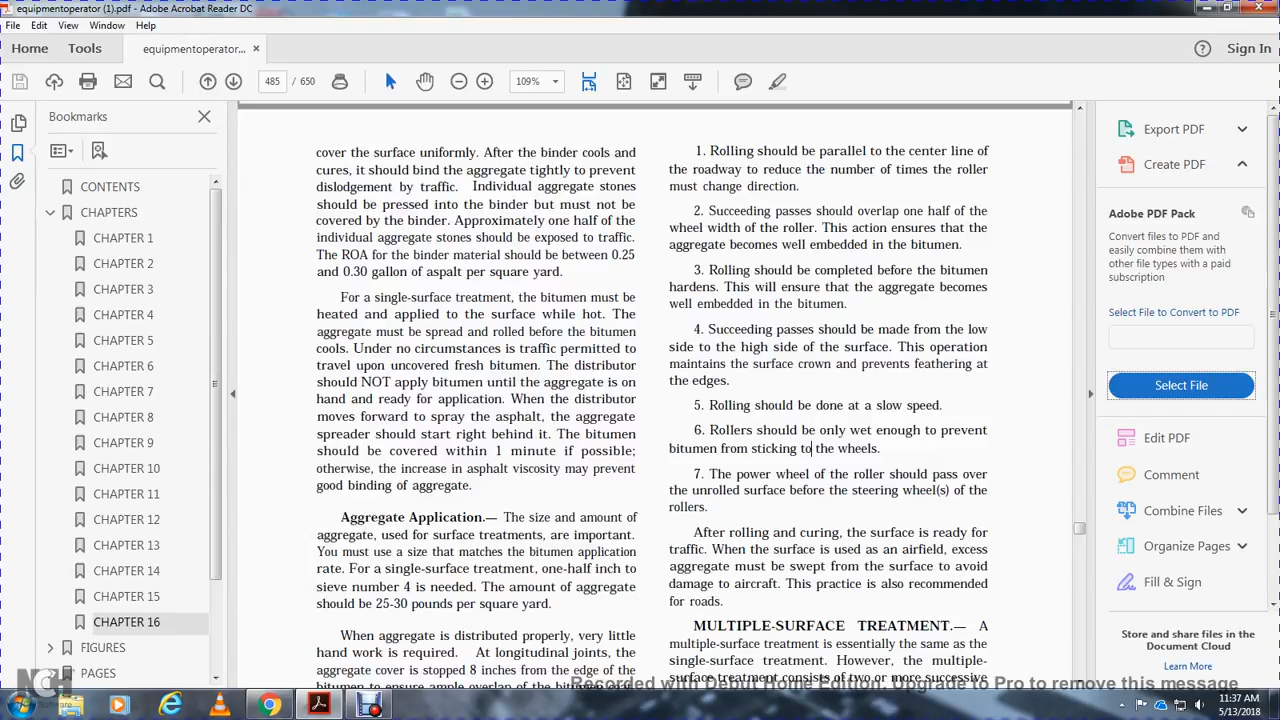 equipmentoperator (1).pdf - Adobe Acrobat Reader DC
File Edit View Window Help
Home Tools equipmentoperator... × Sign In
485 / 650 109%
Bookmarks
CONTENTS
CHAPTERS
CHAPTER 1
CHAPTER 2
CHAPTER 3
CHAPTER 4
CHAPTER 5
CHAPTER 6
CHAPTER 7
CHAPTER 8
CHAPTER 9
CHAPTER 10
CHAPTER 11
CHAPTER 12
CHAPTER 13
CHAPTER 14
CHAPTER 15
CHAPTER 16
FIGURES
PAGES
cover the surface uniformly. After the binder cools and
cures, it should bind the aggregate tightly to prevent
dislodgement by traffic. Individual aggregate stones
should be pressed into the binder but must not be
covered by the binder. Approximately one half of the
individual aggregate stones should be exposed to traffic.
The ROA for the binder material should be between 0.25
and 0.30 gallon of aspalt per square yard.
For a single-surface treatment, the bitumen must be
heated and applied to the surface while hot. The
aggregate must be spread and rolled before the bitumen
cools. Under no circumstances is traffic permitted to
travel upon uncovered fresh bitumen. The distributor
should NOT apply bitumen until the aggregate is on
hand and ready for application. When the distributor
moves forward to spray the asphalt, the aggregate
spreader should start right behind it. The bitumen
should be covered within 1 minute if possible;
otherwise, the increase in asphalt viscosity may prevent
good binding of aggregate.
Aggregate Application.— The size and amount of
aggregate, used for surface treatments, are important.
You must use a size that matches the bitumen application
rate. For a single-surface treatment, one-half inch to
sieve number 4 is needed. The amount of aggregate
should be 25-30 pounds per square yard.
When aggregate is distributed properly, very little
hand work is required. At longitudinal joints, the
aggregate cover is stopped 8 inches from the edge of the
bitumen to ensure ample overlap of the bitumen
1. Rolling should be parallel to the center line of
the roadway to reduce the number of times the roller
must change direction.
2. Succeeding passes should overlap one half of the
wheel width of the roller. This action ensures that the
aggregate becomes well embedded in the bitumen.
3. Rolling should be completed before the bitumen
hardens. This will ensure that the aggregate becomes
well embedded in the bitumen.
4. Succeeding passes should be made from the low
side to the high side of the surface. This operation
maintains the surface crown and prevents feathering at
the edges.
5. Rolling should be done at a slow speed.
6. Rollers should be only wet enough to prevent
bitumen from sticking to the wheels.
7. The power wheel of the roller should pass over
the unrolled surface before the steering wheel(s) of the
rollers.
After rolling and curing, the surface is ready for
traffic. When the surface is used as an airfield, excess
aggregate must be swept from the surface to avoid
damage to aircraft. This practice is also recommended
for roads.
MULTIPLE-SURFACE TREATMENT.— A
multiple-surface treatment is essentially the same as the
single-surface treatment. However, the multiple-
surface treatment consists of two or more successive
Export PDF
Create PDF
Adobe PDF Pack
Convert files to PDF and
easily combine them with
other file types with a paid
subscription
Select File to Convert to PDF
Select File
Edit PDF
Comment
Combine Files
Organize Pages
Fill & Sign
Store and share files in the
Document Cloud
Learn More
Recorded with Debut Home Edition. Upgrade to Pro to remove this message
NCH Software
11:37 AM
5/13/2018